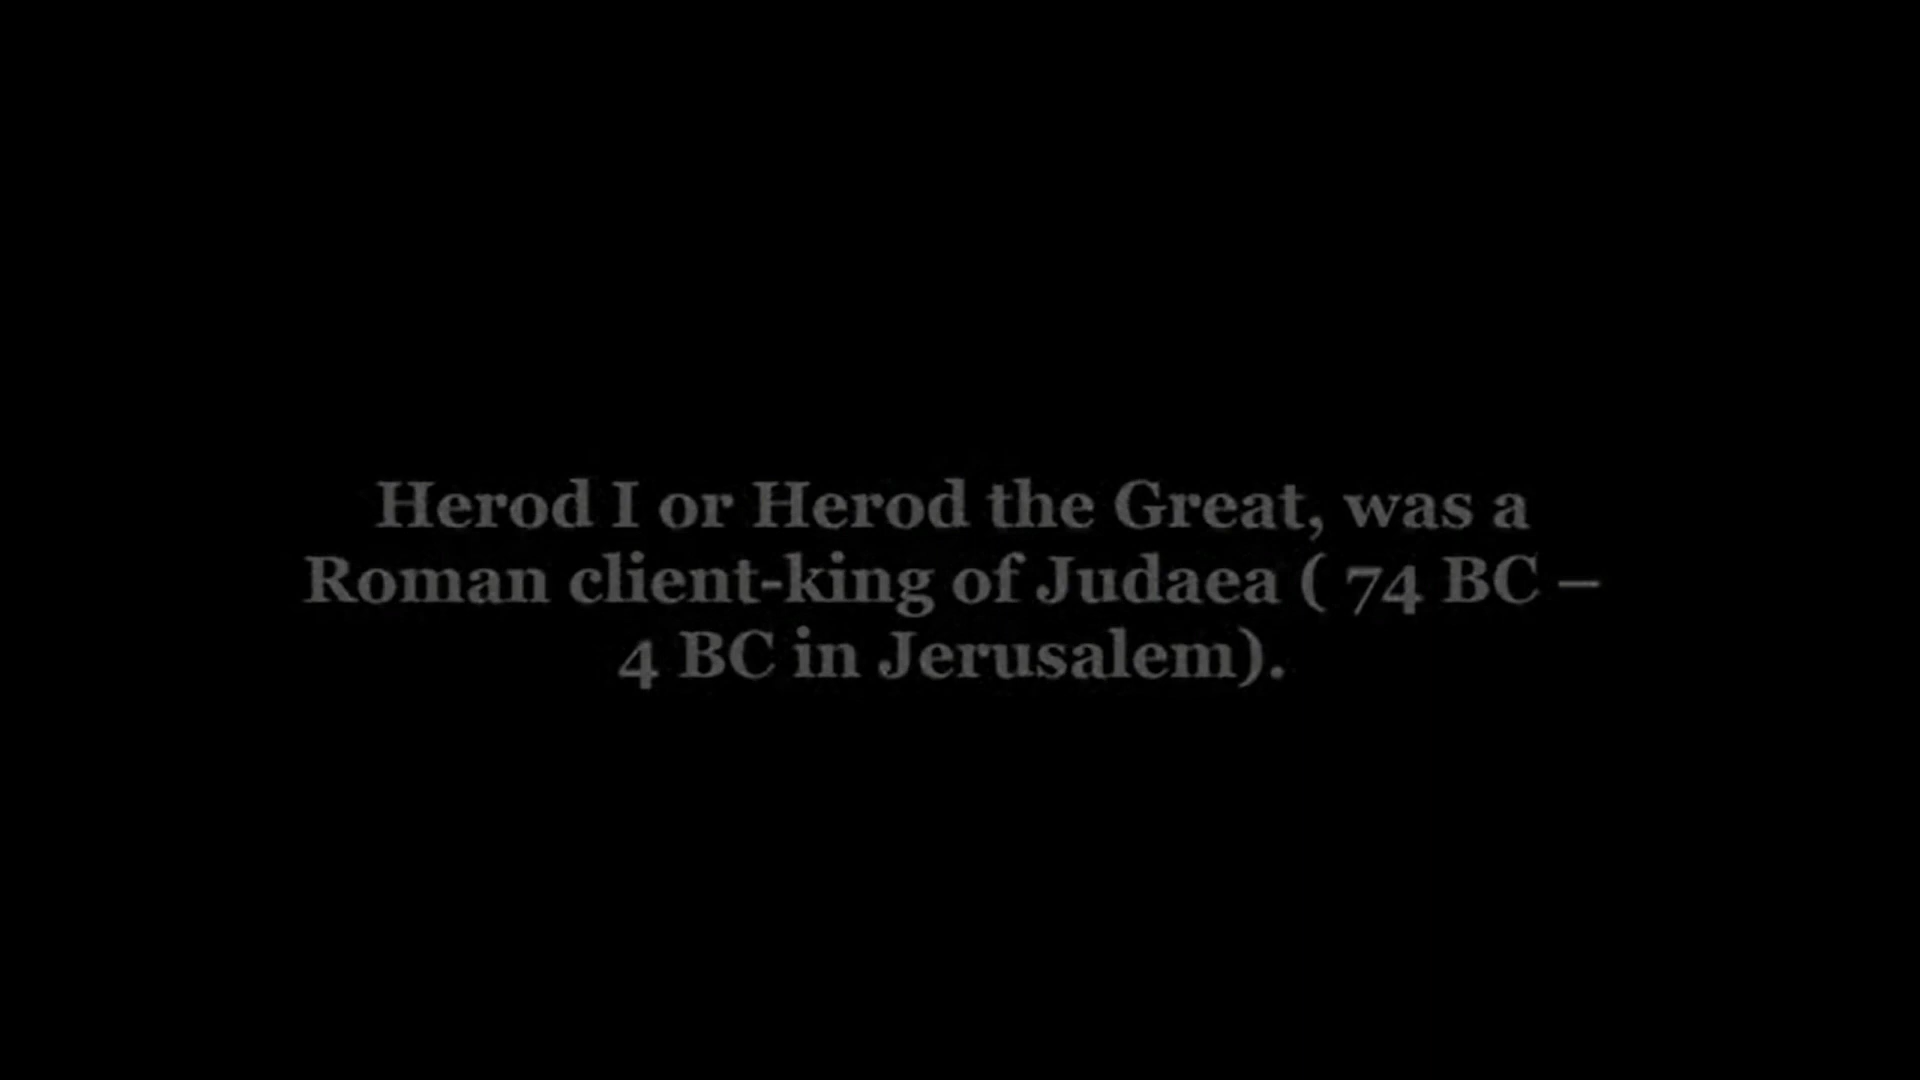 Herod I or Herod the Great, was a
Roman client-king of Judaea ( 74 BC –
4 BC in Jerusalem).